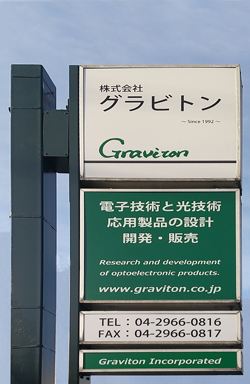 株式会社
グラビトン
～ Since 1992 ～
Graviton
電子技術と光技術
応用製品の設計
開発・販売
Research and development
of optoelectronic products.
www.graviton.co.jp
TEL：04-2966-0816
FAX：04-2966-0817
Graviton Incorporated